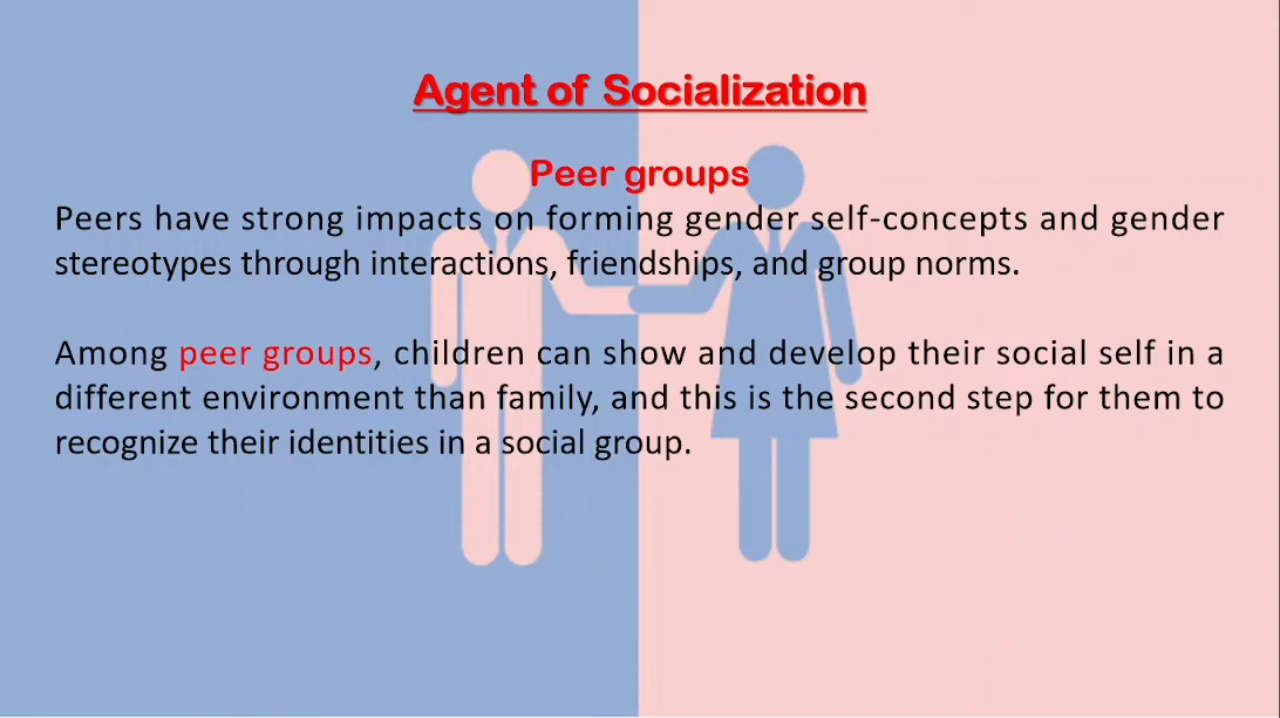 Agent of Socialization
Peer groups
Peers have strong impacts on forming gender self-concepts and gender
stereotypes through interactions, friendships, and group norms.
Among peer groups, children can show and develop their social self in a
different environment than family, and this is the second step for them to
recognize their identities in a social group.